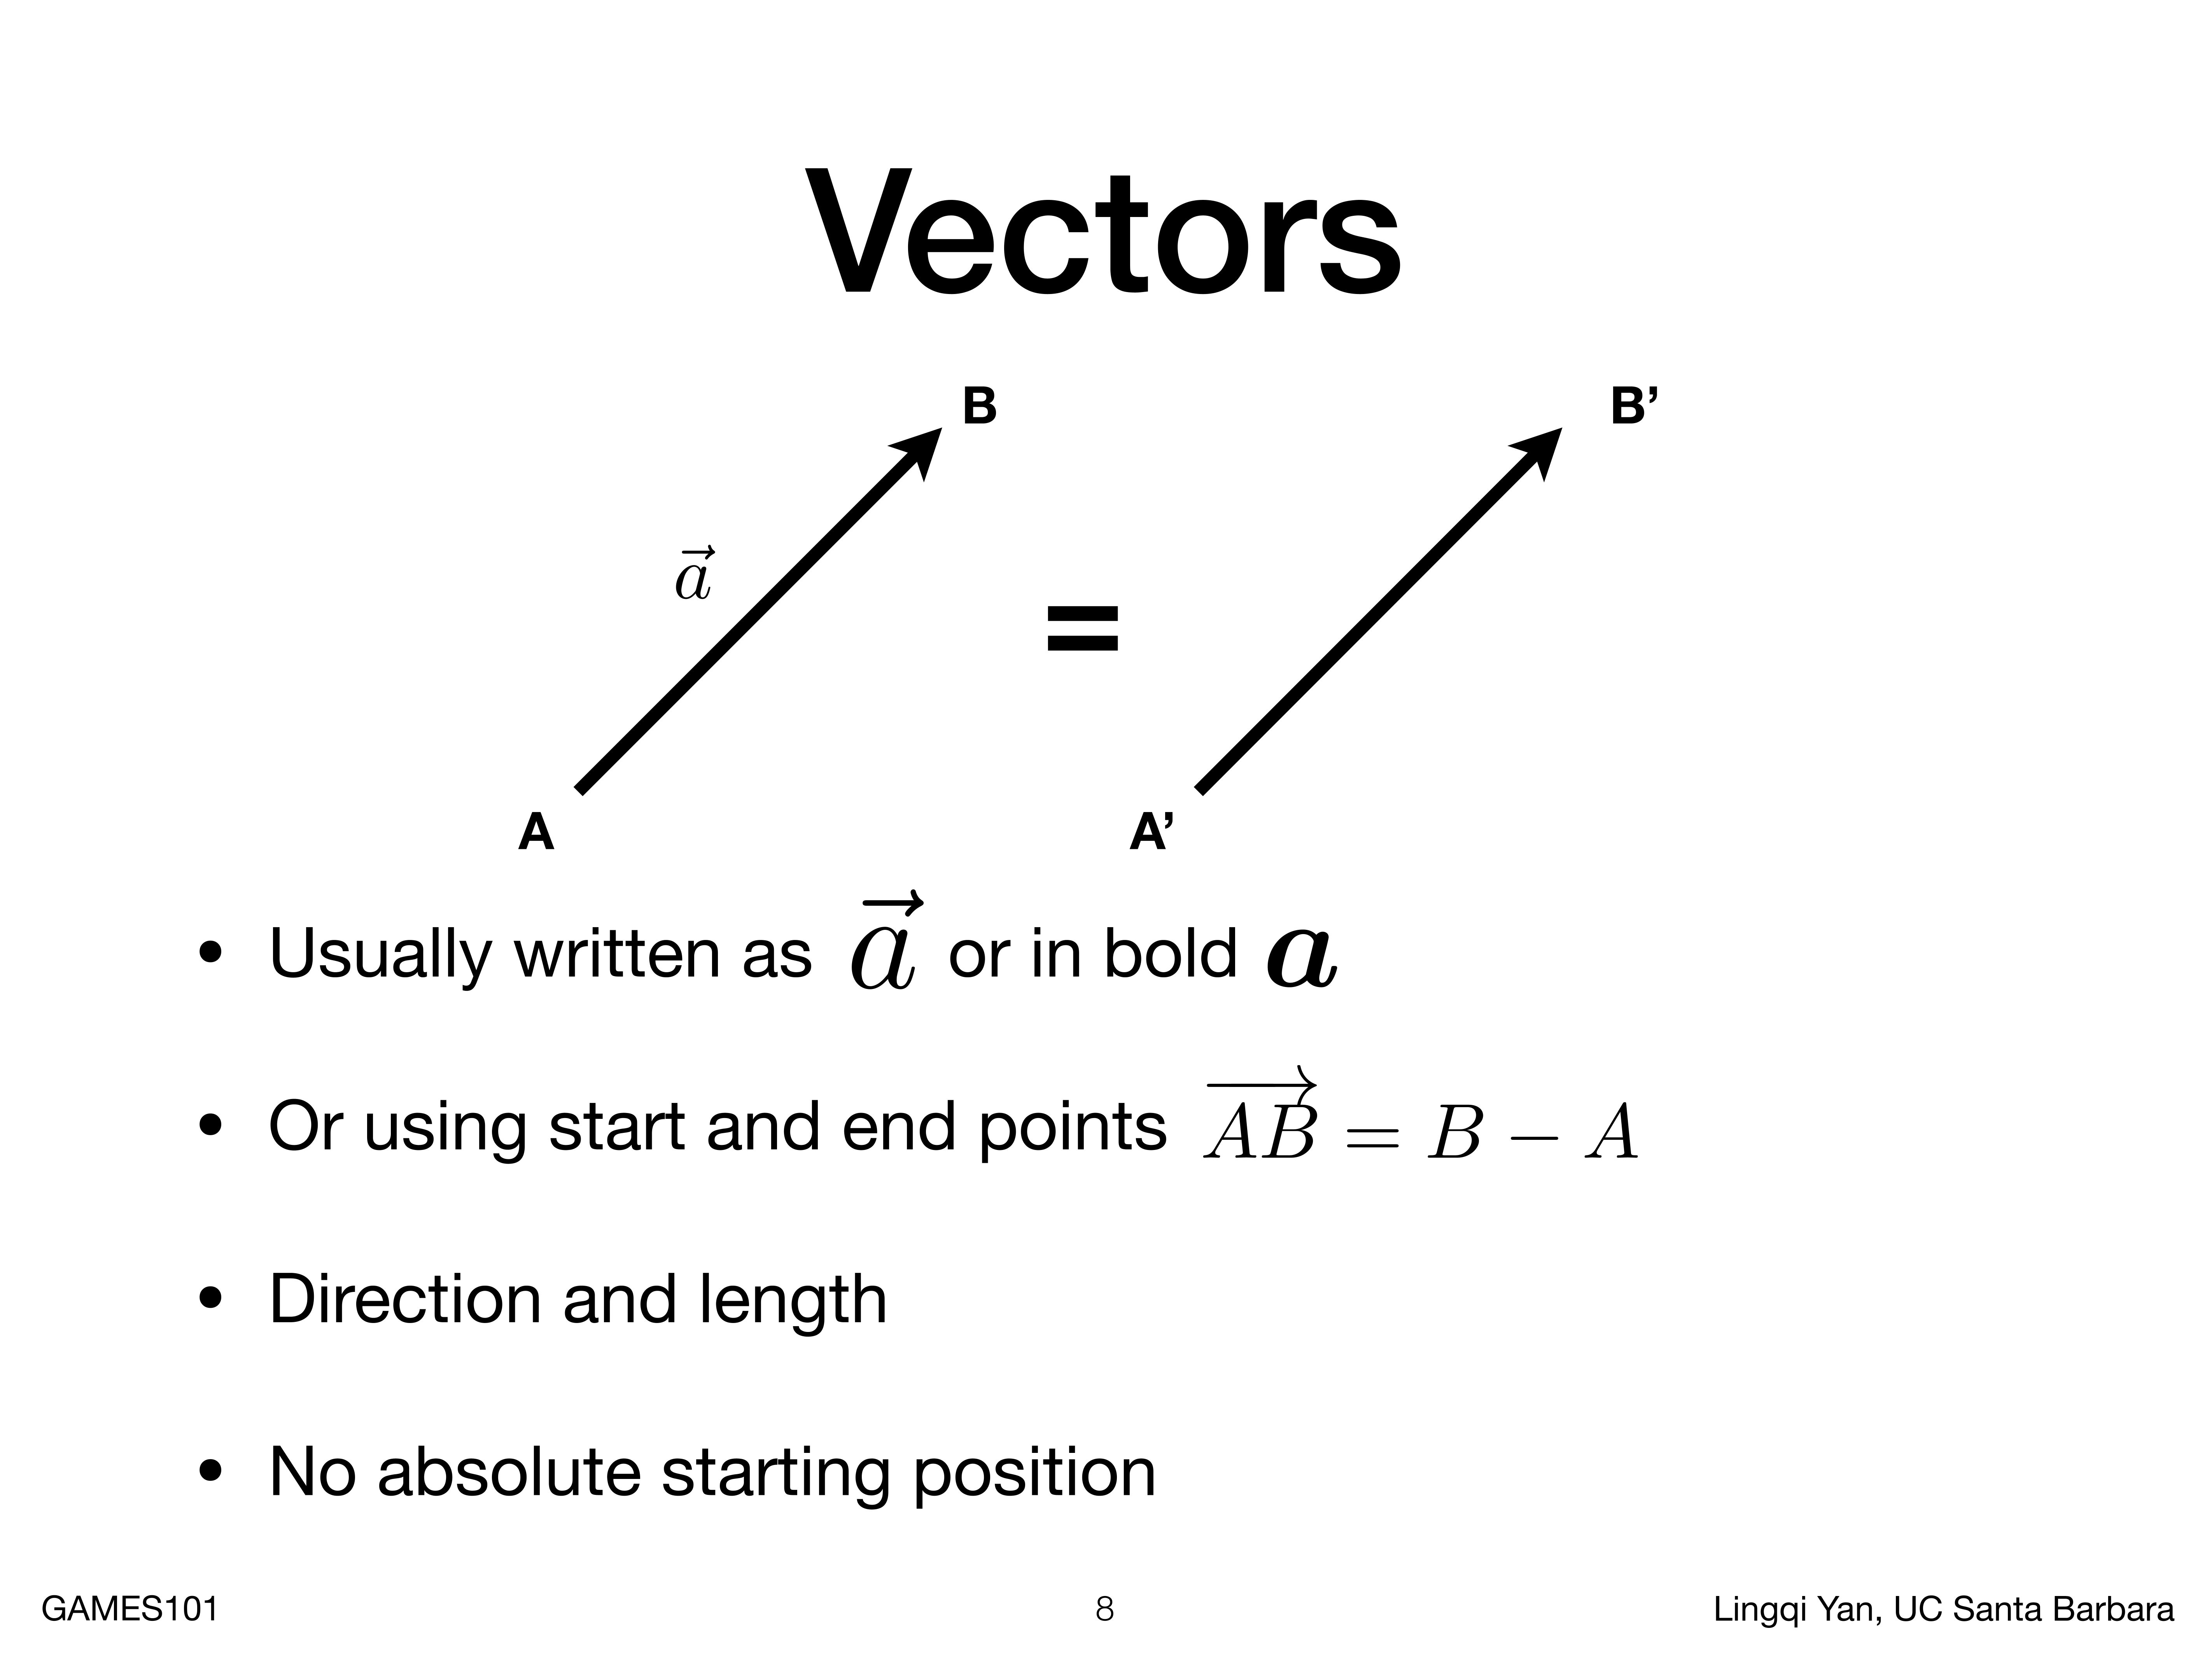 Vectors
B
B’
$\vec{a}$
=
A
A’
• Usually written as $\vec{a}$ or in bold $\boldsymbol{a}$
• Or using start and end points $\overrightarrow{AB} = B - A$
• Direction and length
• No absolute starting position
GAMES101
8
Lingqi Yan, UC Santa Barbara